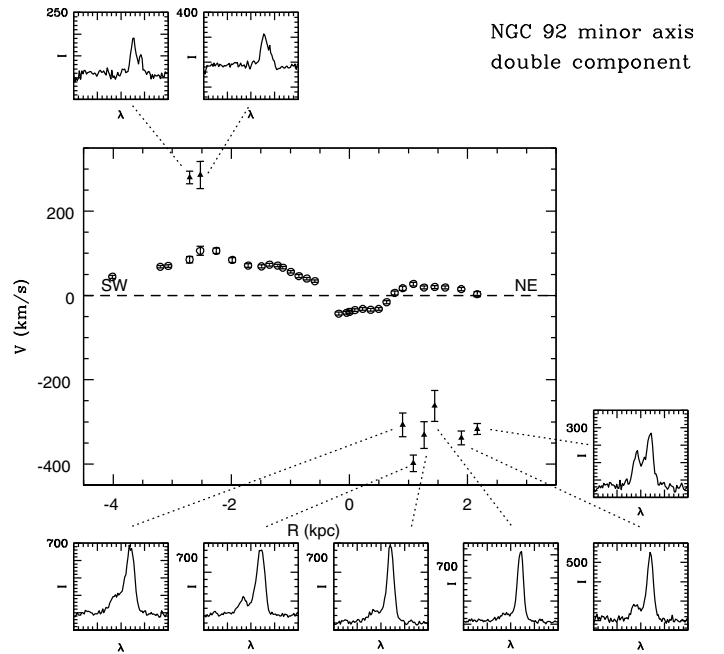 NGC 92 minor axis
double component
250
I
λ
400
I
λ
200
0
-200
-400
V (km/s)
SW
NE
-4
-2
0
2
R (kpc)
300
I
λ
700
I
λ
700
I
λ
700
I
λ
700
I
λ
500
I
λ